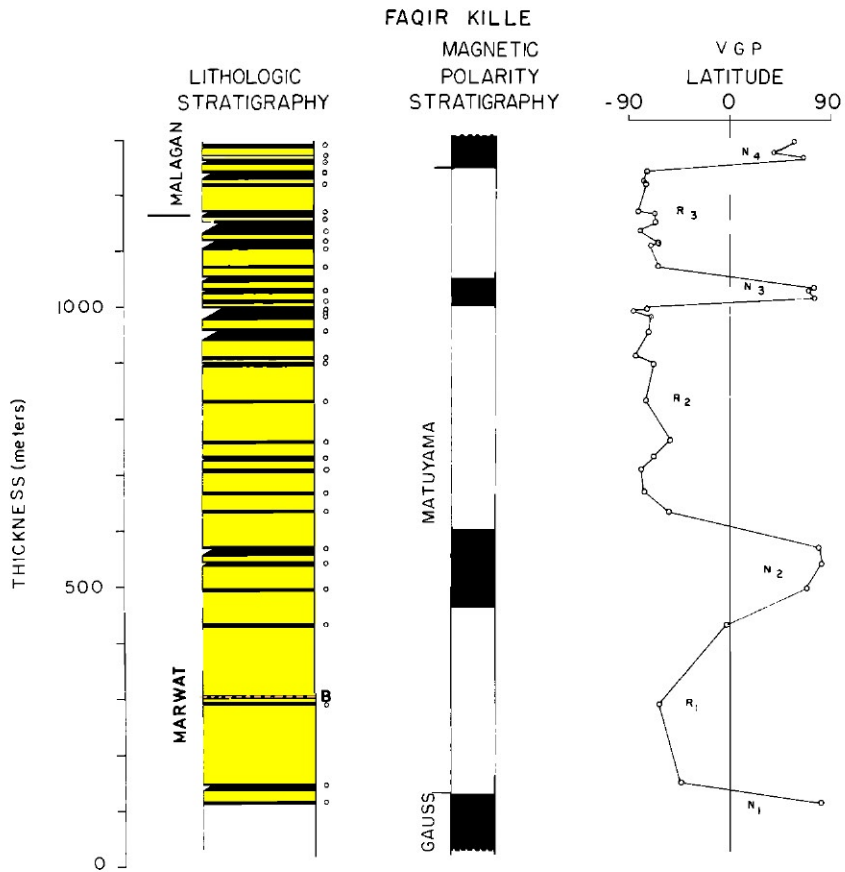 FAQIR KILLE
LITHOLOGIC
STRATIGRAPHY
MAGNETIC
POLARITY
STRATIGRAPHY
VGP
LATITUDE
-90 0 90
THICKNESS (meters)
1000
500
0
MALAGAN
MARWAT
B
MATUYAMA
GAUSS
N4
R3
N3
R2
N2
R1
N1